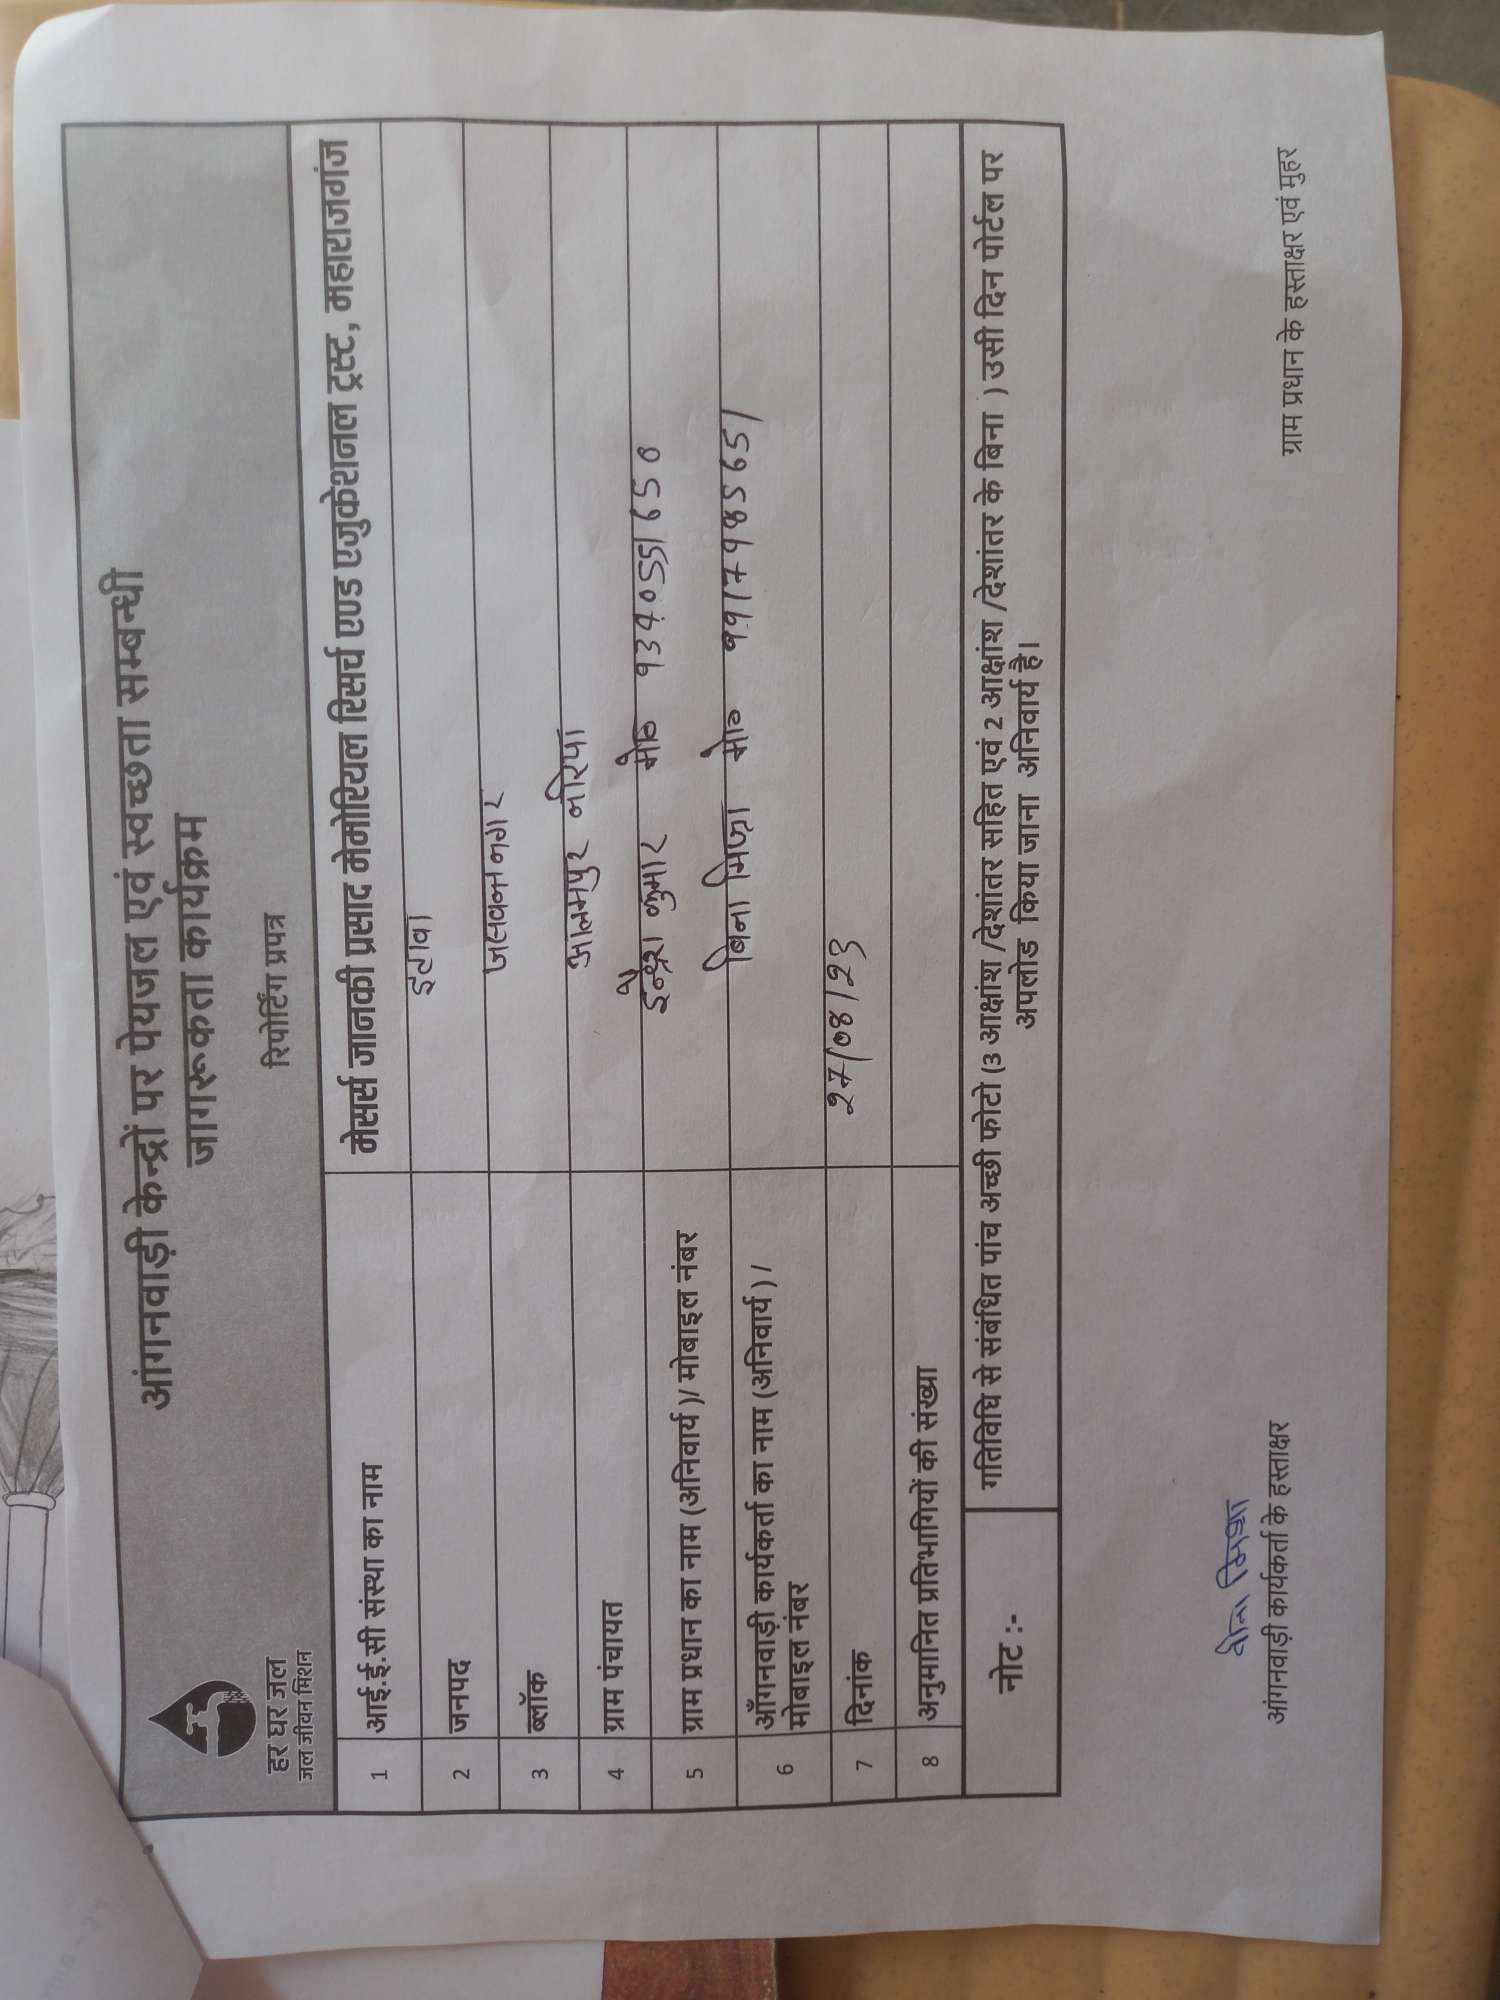 आंगनवाड़ी केन्द्रों पर पेयजल एवं स्वच्छता सम्बन्धी
जागरूकता कार्यक्रम
रिपोर्टिंग प्रपत्र
हर घर जल
जल जीवन मिशन
1 आई.ई.सी संस्था का नाम मेसर्स जानकी प्रसाद मेमोरियल रिसर्च एण्ड एजुकेशनल ट्रस्ट, महाराजगंज
2 जनपद इटावा
3 ब्लॉक जसवन्तनगर
4 ग्राम पंचायत आलमपुर नरिया
5 ग्राम प्रधान का नाम (अनिवार्य )/ मोबाइल नंबर कुमार मो०
6 आँगनवाड़ी कार्यकर्ता का नाम (अनिवार्य ) / बिना मिश्रा मो०
मोबाइल नंबर
7 दिनांक 27/08/23
8 अनुमानित प्रतिभागियों की संख्या
नोट :- गतिविधि से संबंधित पांच अच्छी फोटो (3 आक्षांश /देशांतर सहित एवं 2 आक्षांश /देशांतर के बिना ) उसी दिन पोर्टल पर
अपलोड किया जाना अनिवार्य है।
वीना मिश्रा
आंगनवाड़ी कार्यकर्ता के हस्ताक्षर ग्राम प्रधान के हस्ताक्षर एवं मुहर